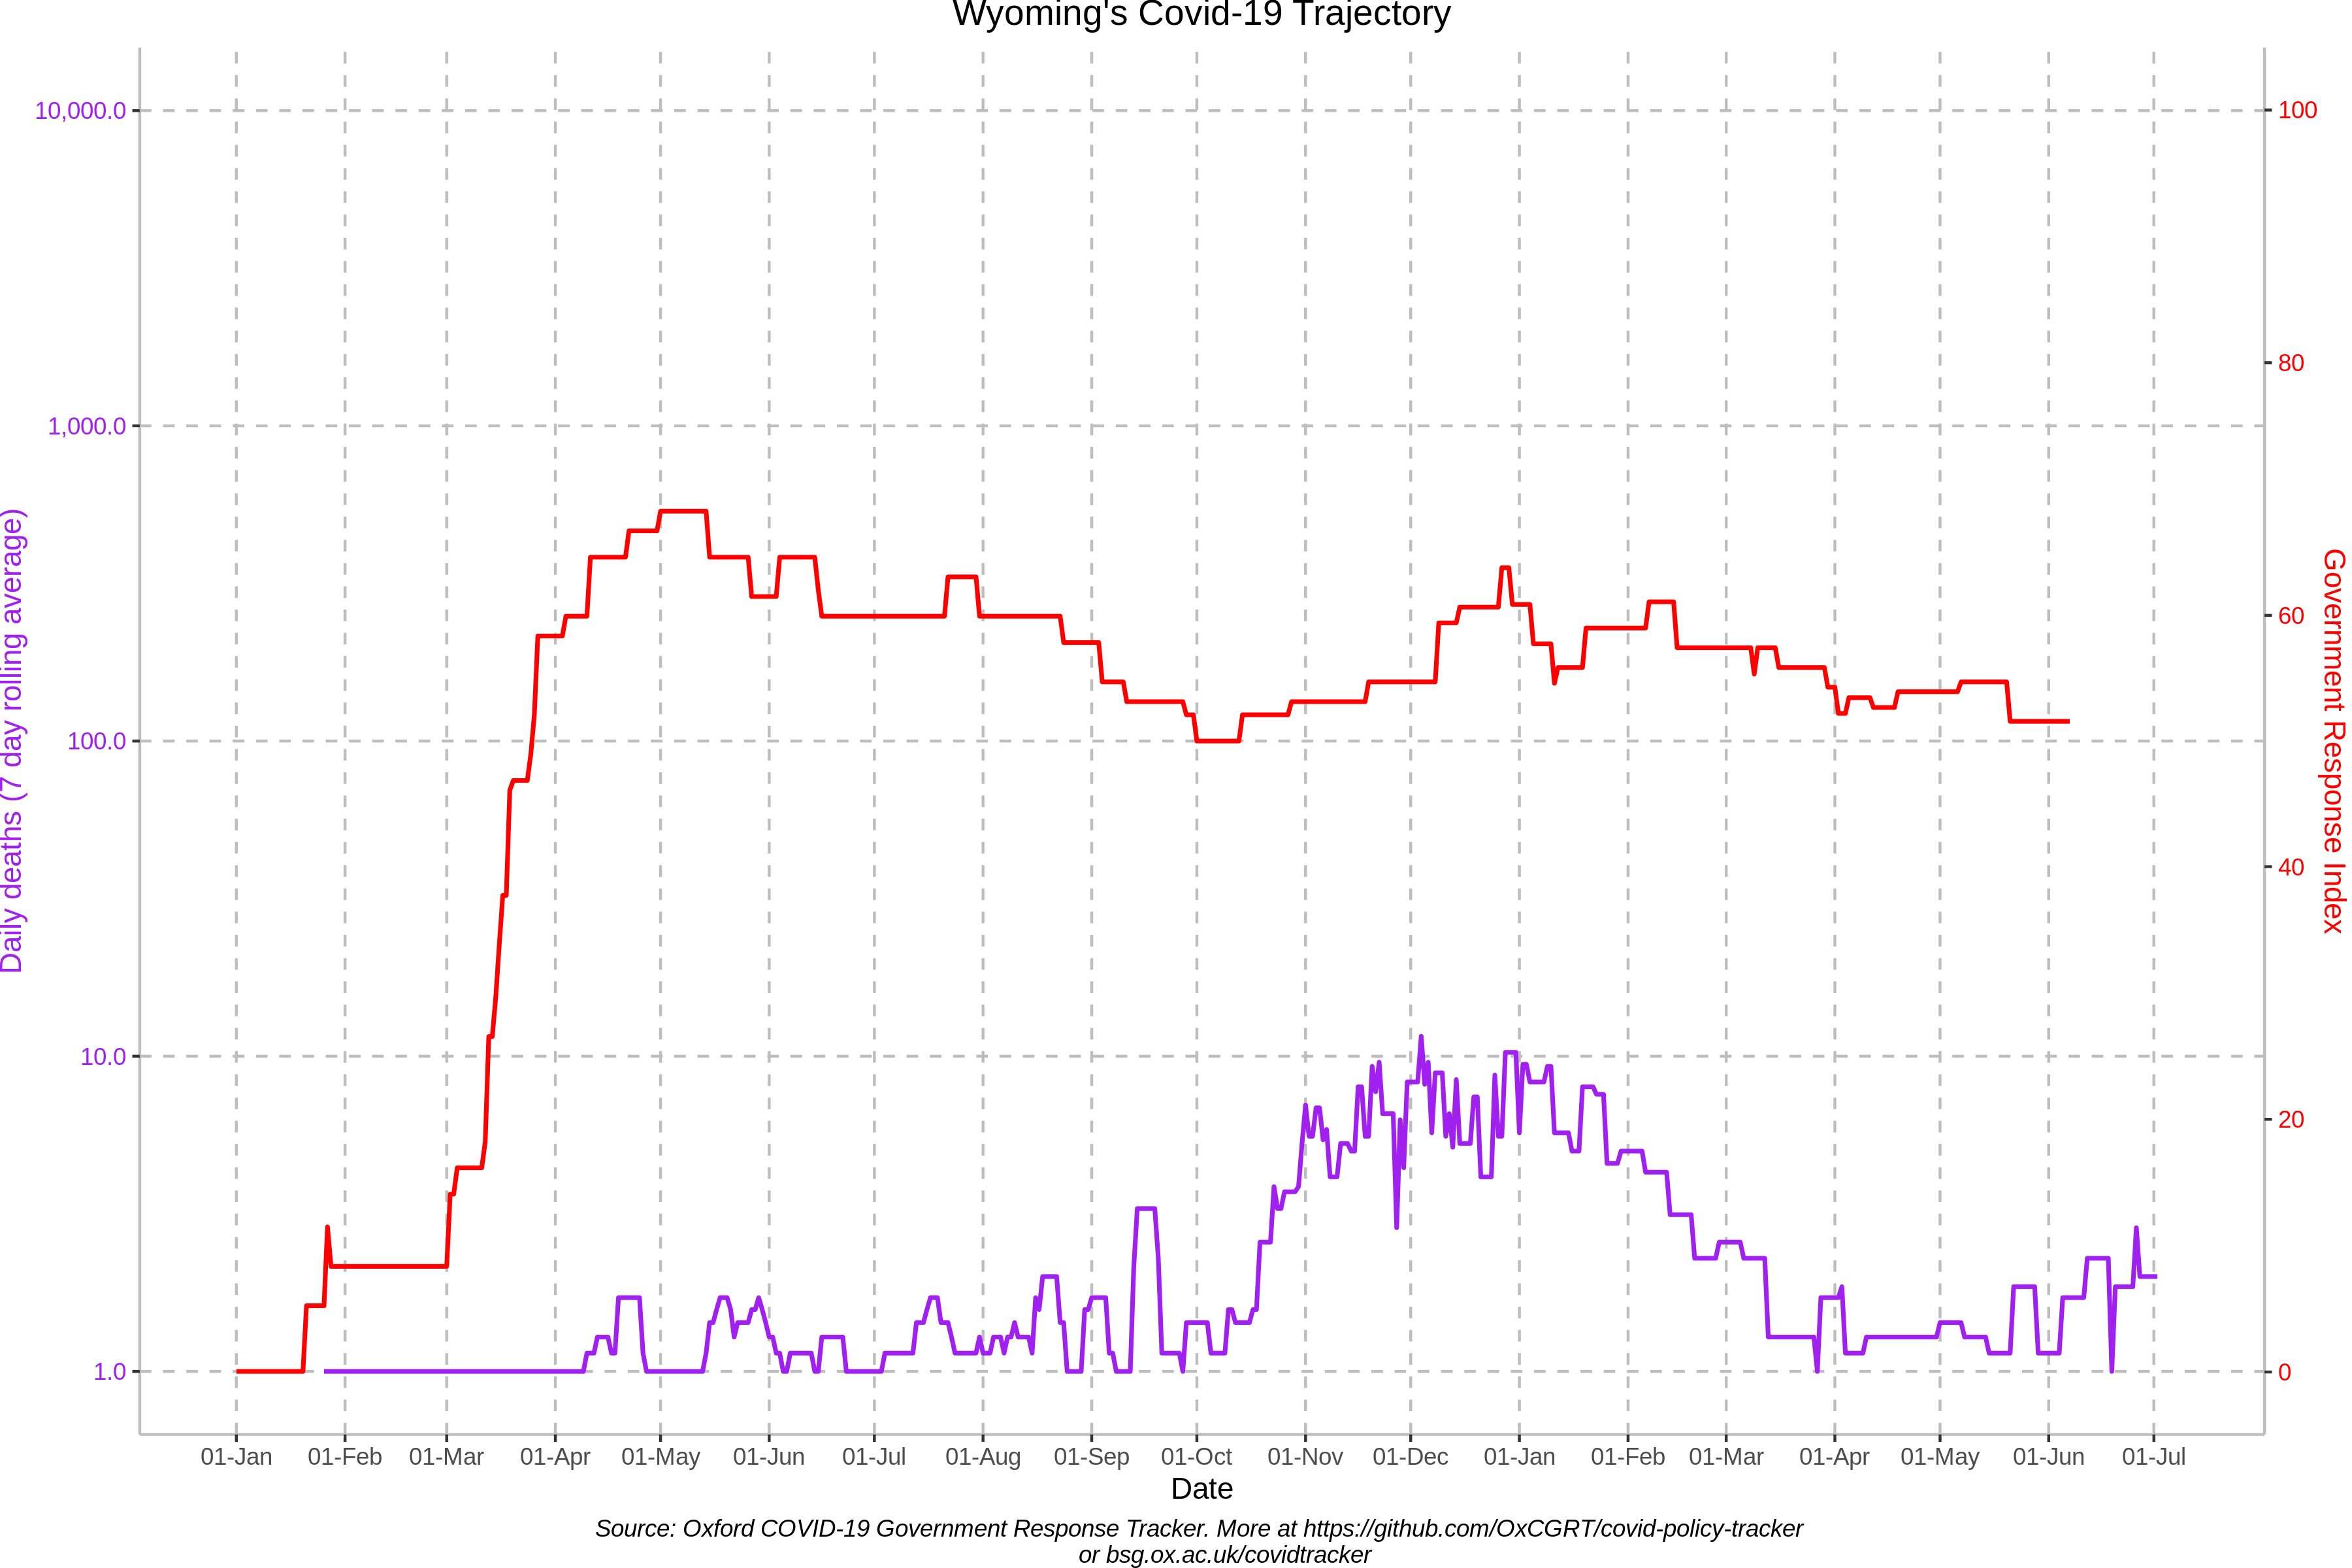 Wyoming's Covid-19 Trajectory
10,000.0
1,000.0
100.0
10.0
1.0
Daily deaths (7 day rolling average)
100
80
60
40
20
0
Government Response Index
01-Jan 01-Feb 01-Mar 01-Apr 01-May 01-Jun 01-Jul 01-Aug 01-Sep 01-Oct 01-Nov 01-Dec 01-Jan 01-Feb 01-Mar 01-Apr 01-May 01-Jun 01-Jul
Date
Source: Oxford COVID-19 Government Response Tracker. More at https://github.com/OxCGRT/covid-policy-tracker
or bsg.ox.ac.uk/covidtracker